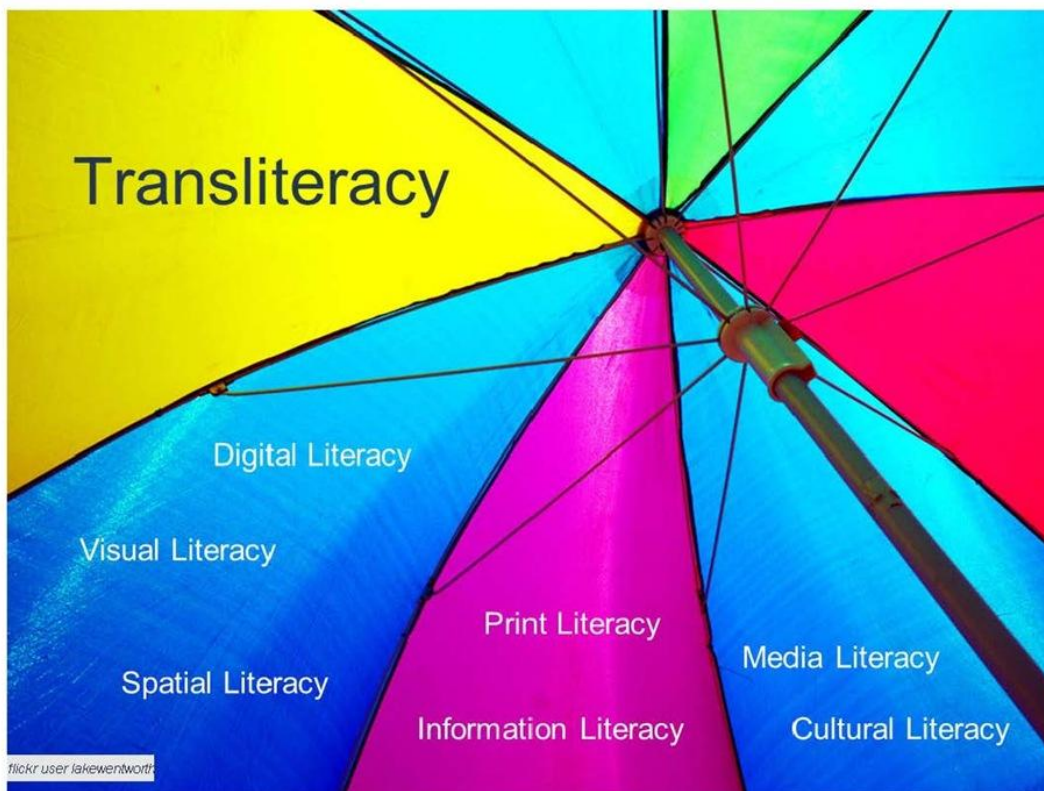 Transliteracy
Digital Literacy
Visual Literacy
Print Literacy
Media Literacy
Spatial Literacy
Information Literacy
Cultural Literacy
flickr user lakewentworth